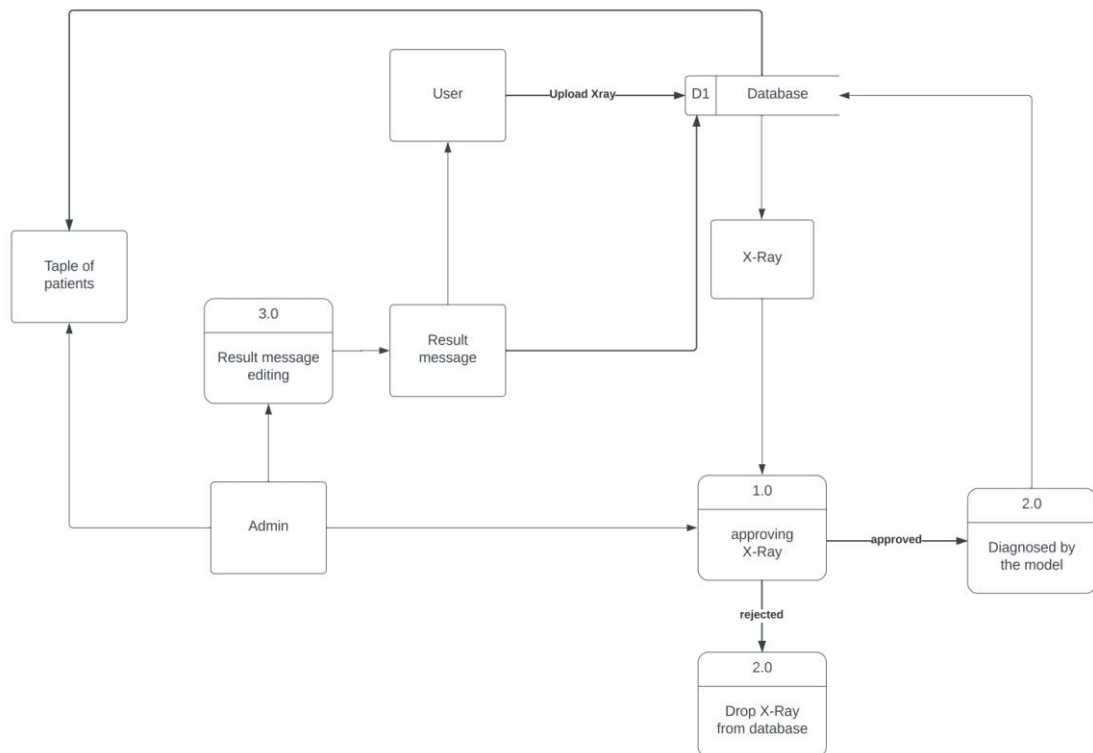 User
Upload Xray
D1
Database
Taple of
patients
X-Ray
3.0
Result message
editing
Result
message
Admin
1.0
approving
X-Ray
approved
2.0
Diagnosed by
the model
rejected
2.0
Drop X-Ray
from database